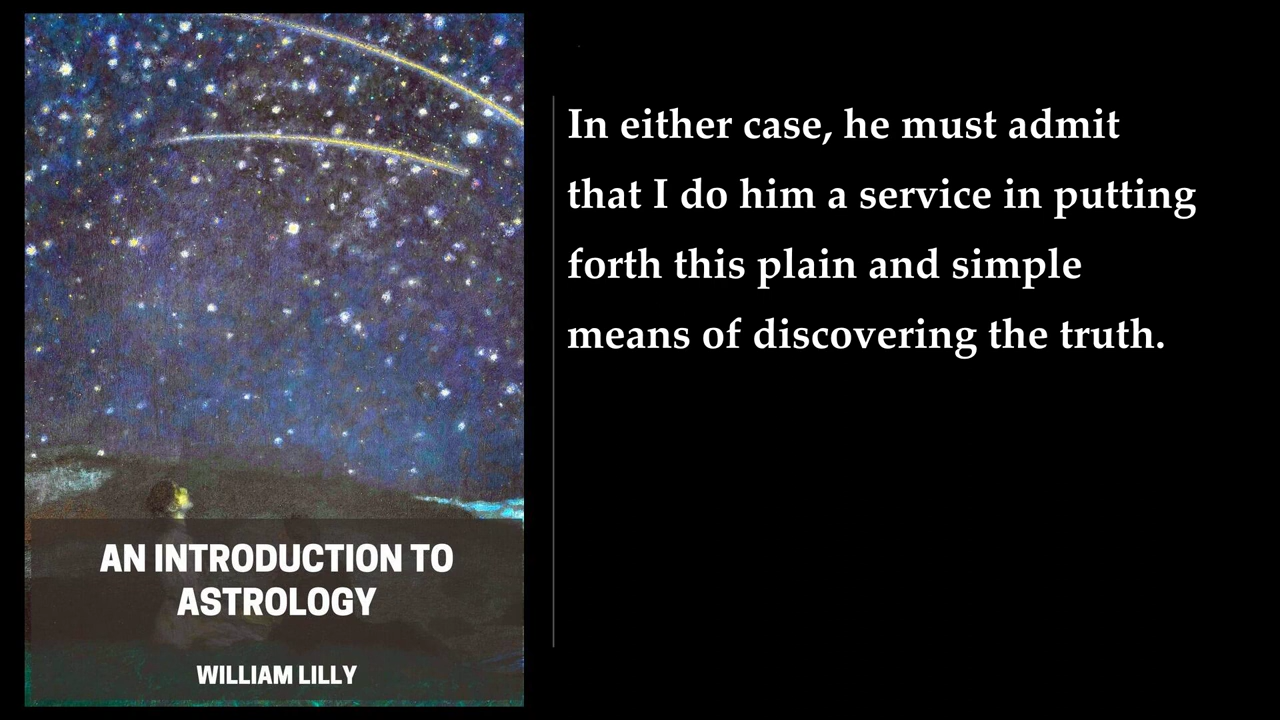 In either case, he must admit
that I do him a service in putting
forth this plain and simple
means of discovering the truth.
AN INTRODUCTION TO
ASTROLOGY
WILLIAM LILLY